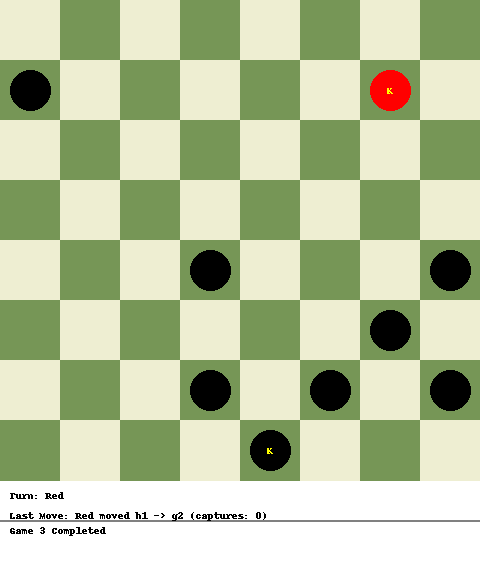 K
K
Turn: Red
Last Move: Red moved h1 -> g2 (captures: 0)
Game 3 Completed